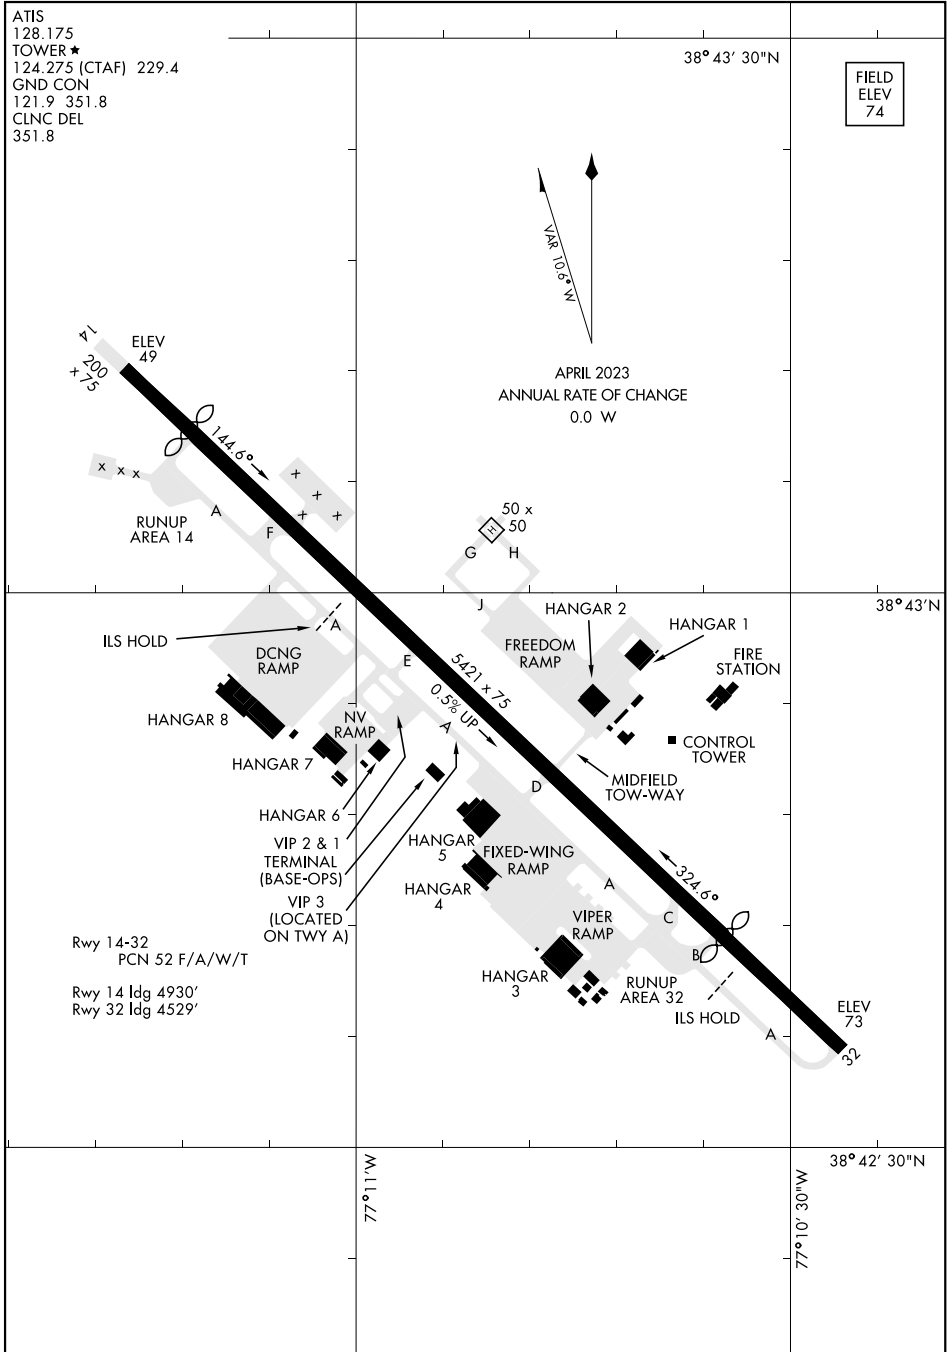 ATIS
128.175
TOWER ★
124.275 (CTAF) 229.4
GND CON
121.9 351.8
CLNC DEL
351.8
38° 43' 30"N
FIELD
ELEV
74
VAR 10.6° W
APRIL 2023
ANNUAL RATE OF CHANGE
0.0 W
14
200
x 75
ELEV
49
144.6°
x x x
x
x
x
x
A
F
RUNUP
AREA 14
50 x
50
H
G
H
J
38° 43'N
ILS HOLD
A
DCNG
RAMP
E
5421 x 75
0.5% UP
HANGAR 2
HANGAR 1
FREEDOM
RAMP
FIRE
STATION
HANGAR 8
NV
RAMP
A
HANGAR 7
CONTROL
TOWER
MIDFIELD
TOW-WAY
D
HANGAR 6
VIP 2 & 1
TERMINAL
(BASE-OPS)
VIP 3
(LOCATED
ON TWY A)
HANGAR
5
FIXED-WING
RAMP
HANGAR
4
A
324.6°
C
VIPER
RAMP
B
HANGAR
3
RUNUP
AREA 32
ILS HOLD
A
ELEV
73
32
Rwy 14-32
PCN 52 F/A/W/T
Rwy 14 ldg 4930'
Rwy 32 ldg 4529'
38° 42' 30"N
77° 11'W
77° 10' 30"W